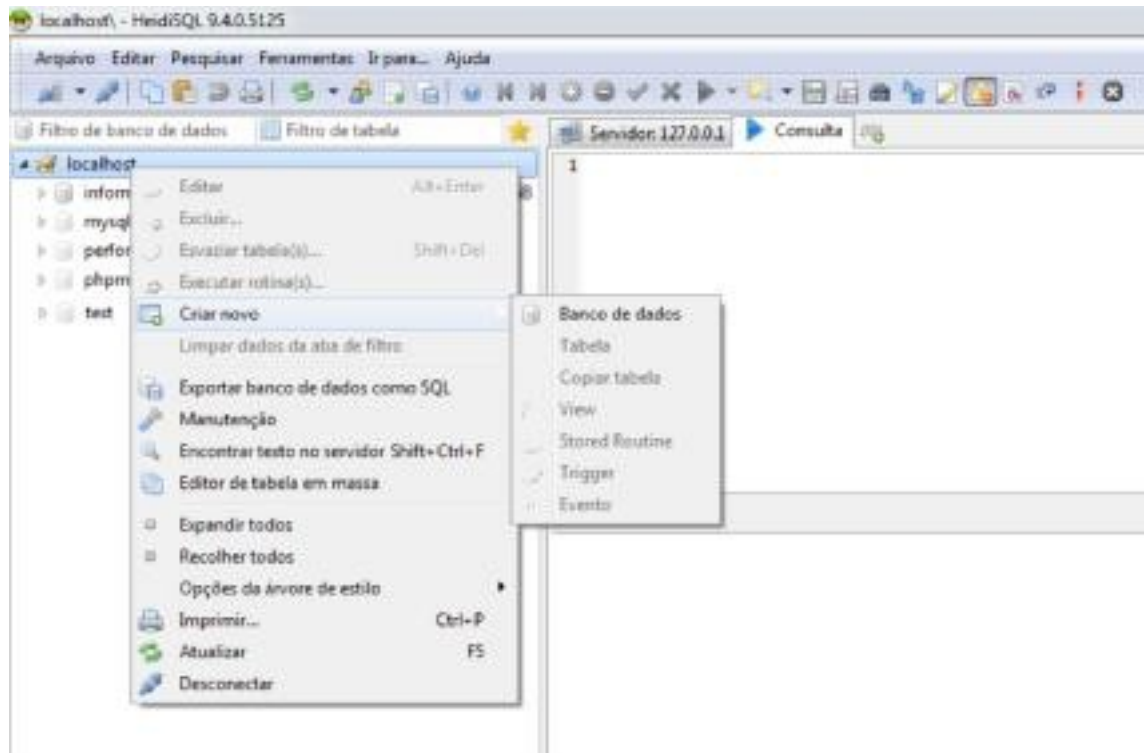 localhost\ - HeidiSQL 9.4.0.5125
Arquivo Editar Pesquisar Ferramentas Ir para... Ajuda
Filtro de banco de dados Filtro de tabela
Servidor: 127.0.0.1 Consulta
localhost
1
inform
mysql
perfor
phpm
test
Editar Alt+Enter
Excluir...
Esvaziar tabela(s)... Shift+Del
Executar rotina(s)...
Criar novo
Limpar dados da aba de filtro
Exportar banco de dados como SQL
Manutenção
Encontrar texto no servidor Shift+Ctrl+F
Editor de tabela em massa
Expandir todos
Recolher todos
Opções da árvore de estilo
Imprimir... Ctrl+P
Atualizar F5
Desconectar
Banco de dados
Tabela
Copiar tabela
View
Stored Routine
Trigger
Evento